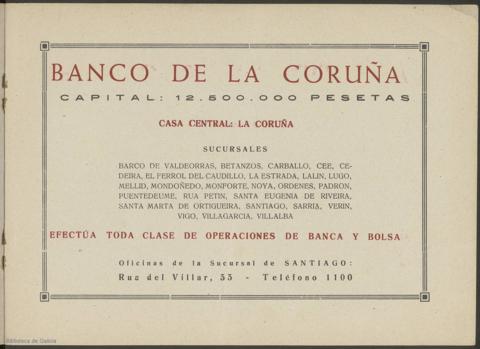 BANCO DE LA CORUÑA
CAPITAL: 12.500.000 PESETAS
CASA CENTRAL: LA CORUÑA
SUCURSALES
BARCO DE VALDEORRAS, BETANZOS, CARBALLO, CEE, CE-
DEIRA, EL FERROL DEL CAUDILLO, LA ESTRADA, LALIN, LUGO,
MELLID, MONDOÑEDO, MONFORTE, NOYA, ORDENES, PADRON,
PUENTEDEUME, RUA PETIN, SANTA EUGENIA DE RIVEIRA,
SANTA MARTA DE ORTIGUEIRA, SANTIAGO, SARRIA, VERIN,
VIGO, VILLAGARCIA, VILLALBA
EFECTÚA TODA CLASE DE OPERACIONES DE BANCA Y BOLSA
Oficinas de la Sucursal de SANTIAGO:
Rua del Villar, 33 - Teléfono 1100
Biblioteca de Galicia